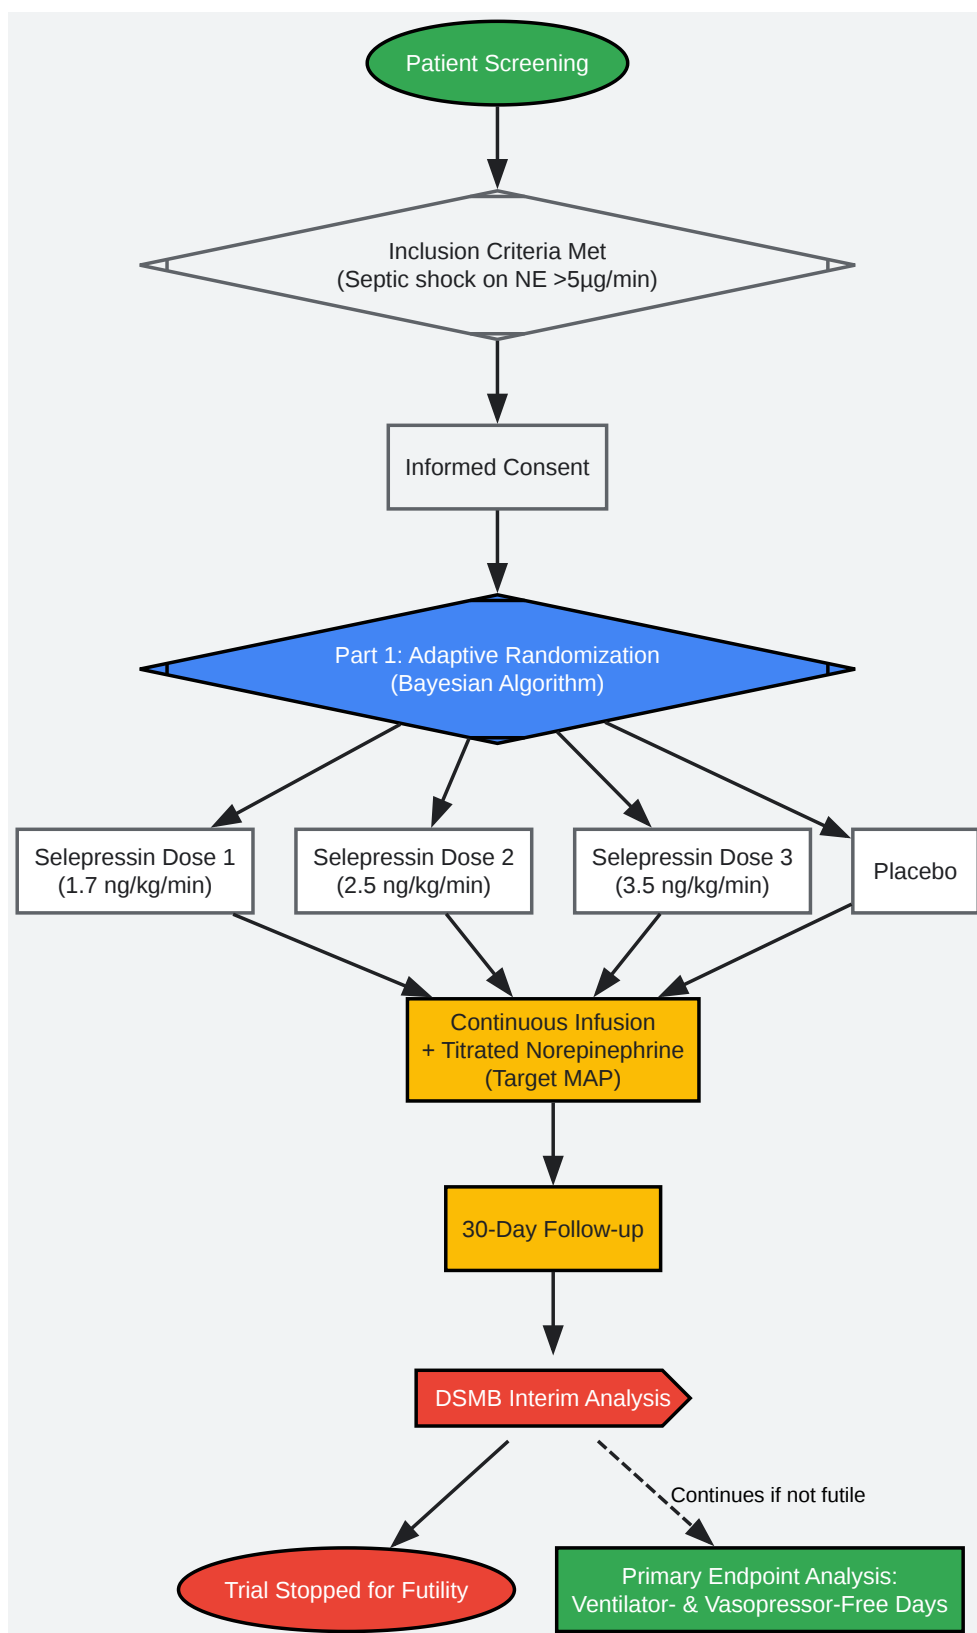 Patient Screening
Inclusion Criteria Met
(Septic shock on NE >5µg/min)
Informed Consent
Part 1: Adaptive Randomization
(Bayesian Algorithm)
Selepressin Dose 1
(1.7 ng/kg/min)
Selepressin Dose 2
(2.5 ng/kg/min)
Selepressin Dose 3
(3.5 ng/kg/min)
Placebo
Continuous Infusion
+ Titrated Norepinephrine
(Target MAP)
30-Day Follow-up
DSMB Interim Analysis
Continues if not futile
Trial Stopped for Futility
Primary Endpoint Analysis:
Ventilator- & Vasopressor-Free Days